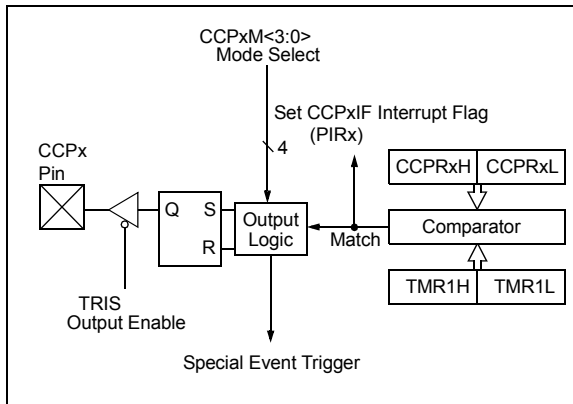 CCPxM<3:0>
Mode Select
Set CCPxIF Interrupt Flag
(PIRx)
4
CCPx
Pin
CCPRxH CCPRxL
Q S
R
Output
Logic
Match
Comparator
TRIS
Output Enable
TMR1H TMR1L
Special Event Trigger